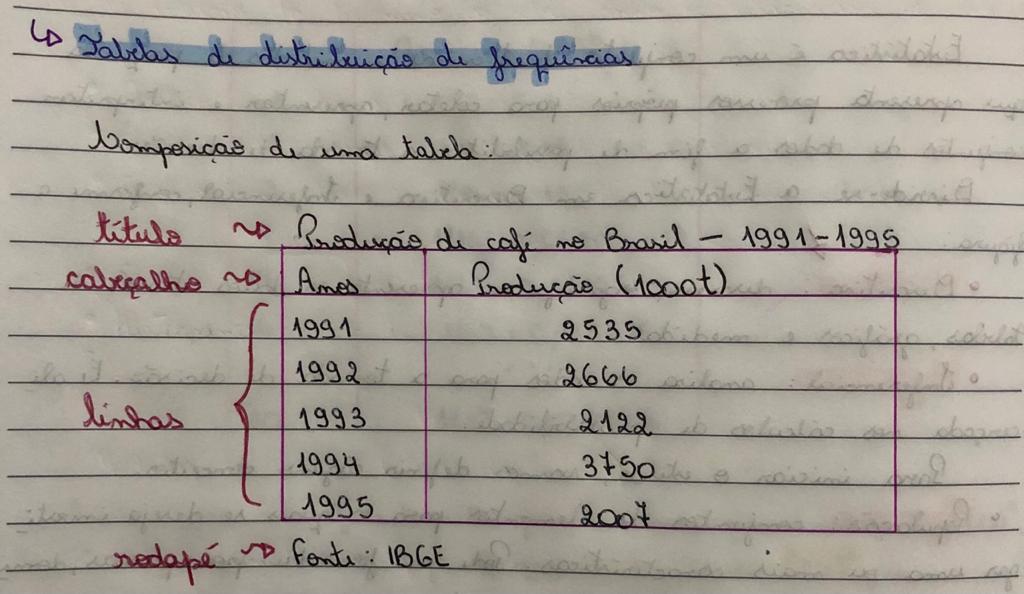 ↳ Tabelas de distribuição de frequências
Composição de uma tabela:
título ⇝ Produção de café no Brasil - 1991-1995
cabeçalho ⇝ Anos Produção (1000t)
1991 2535
1992 2666
linhas 1993 2122
1994 3750
1995 2007
rodapé ⇝ Fonte: IBGE